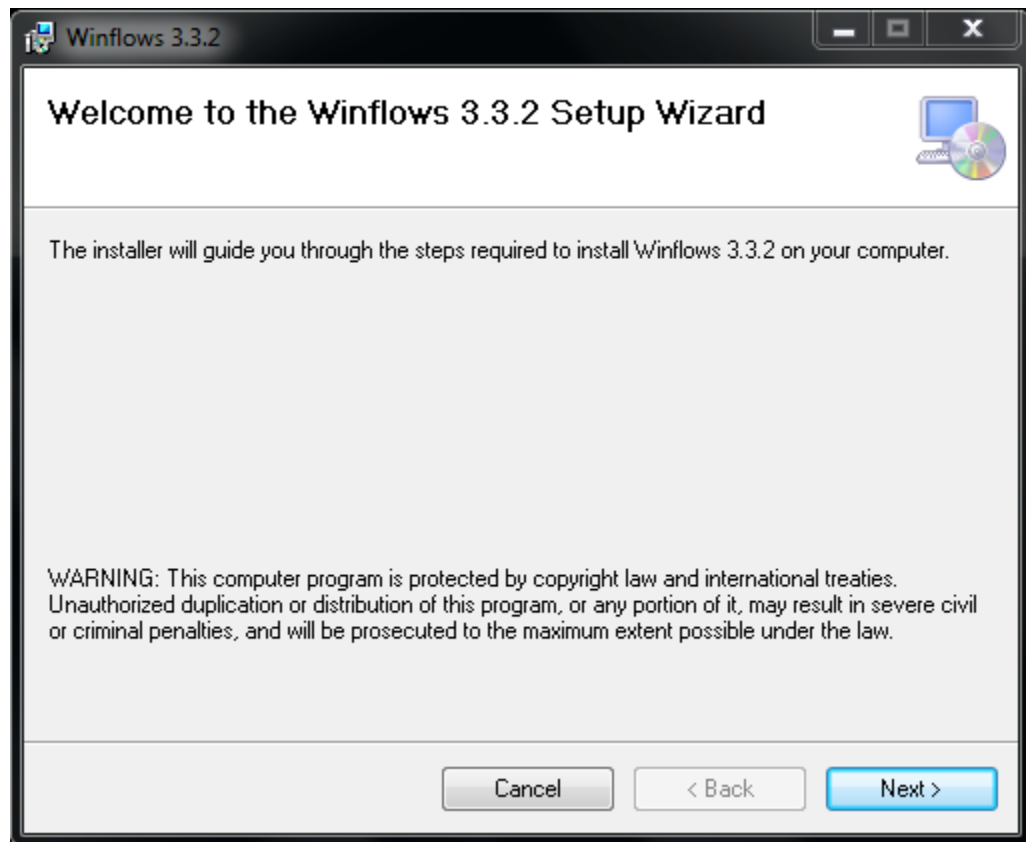 Winflows 3.3.2
Welcome to the Winflows 3.3.2 Setup Wizard
The installer will guide you through the steps required to install Winflows 3.3.2 on your computer.
WARNING: This computer program is protected by copyright law and international treaties.
Unauthorized duplication or distribution of this program, or any portion of it, may result in severe civil
or criminal penalties, and will be prosecuted to the maximum extent possible under the law.
Cancel < Back Next >